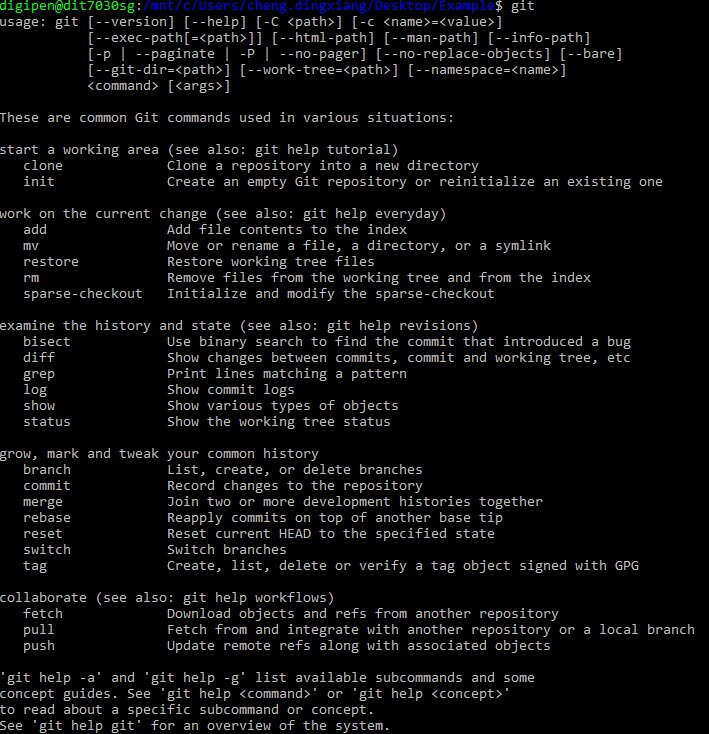 digipen@dit7030sg:/mnt/c/Users/cheng.dingxiang/Desktop/Example$ git
usage: git [--version] [--help] [-C <path>] [-c <name>=<value>]
           [--exec-path[=<path>]] [--html-path] [--man-path] [--info-path]
           [-p | --paginate | -P | --no-pager] [--no-replace-objects] [--bare]
           [--git-dir=<path>] [--work-tree=<path>] [--namespace=<name>]
           <command> [<args>]

These are common Git commands used in various situations:

start a working area (see also: git help tutorial)
   clone             Clone a repository into a new directory
   init              Create an empty Git repository or reinitialize an existing one

work on the current change (see also: git help everyday)
   add               Add file contents to the index
   mv                Move or rename a file, a directory, or a symlink
   restore           Restore working tree files
   rm                Remove files from the working tree and from the index
   sparse-checkout   Initialize and modify the sparse-checkout

examine the history and state (see also: git help revisions)
   bisect            Use binary search to find the commit that introduced a bug
   diff              Show changes between commits, commit and working tree, etc
   grep              Print lines matching a pattern
   log               Show commit logs
   show              Show various types of objects
   status            Show the working tree status

grow, mark and tweak your common history
   branch            List, create, or delete branches
   commit            Record changes to the repository
   merge             Join two or more development histories together
   rebase            Reapply commits on top of another base tip
   reset             Reset current HEAD to the specified state
   switch            Switch branches
   tag               Create, list, delete or verify a tag object signed with GPG

collaborate (see also: git help workflows)
   fetch             Download objects and refs from another repository
   pull              Fetch from and integrate with another repository or a local branch
   push              Update remote refs along with associated objects

'git help -a' and 'git help -g' list available subcommands and some
concept guides. See 'git help <command>' or 'git help <concept>'
to read about a specific subcommand or concept.
See 'git help git' for an overview of the system.